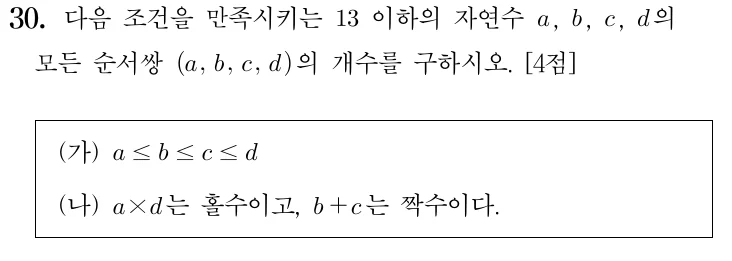 30. 다음 조건을 만족시키는 13 이하의 자연수 a, b, c, d의
모든 순서쌍 (a, b, c, d)의 개수를 구하시오. [4점]
(가) a ≤ b ≤ c ≤ d
(나) a×d는 홀수이고, b+c는 짝수이다.